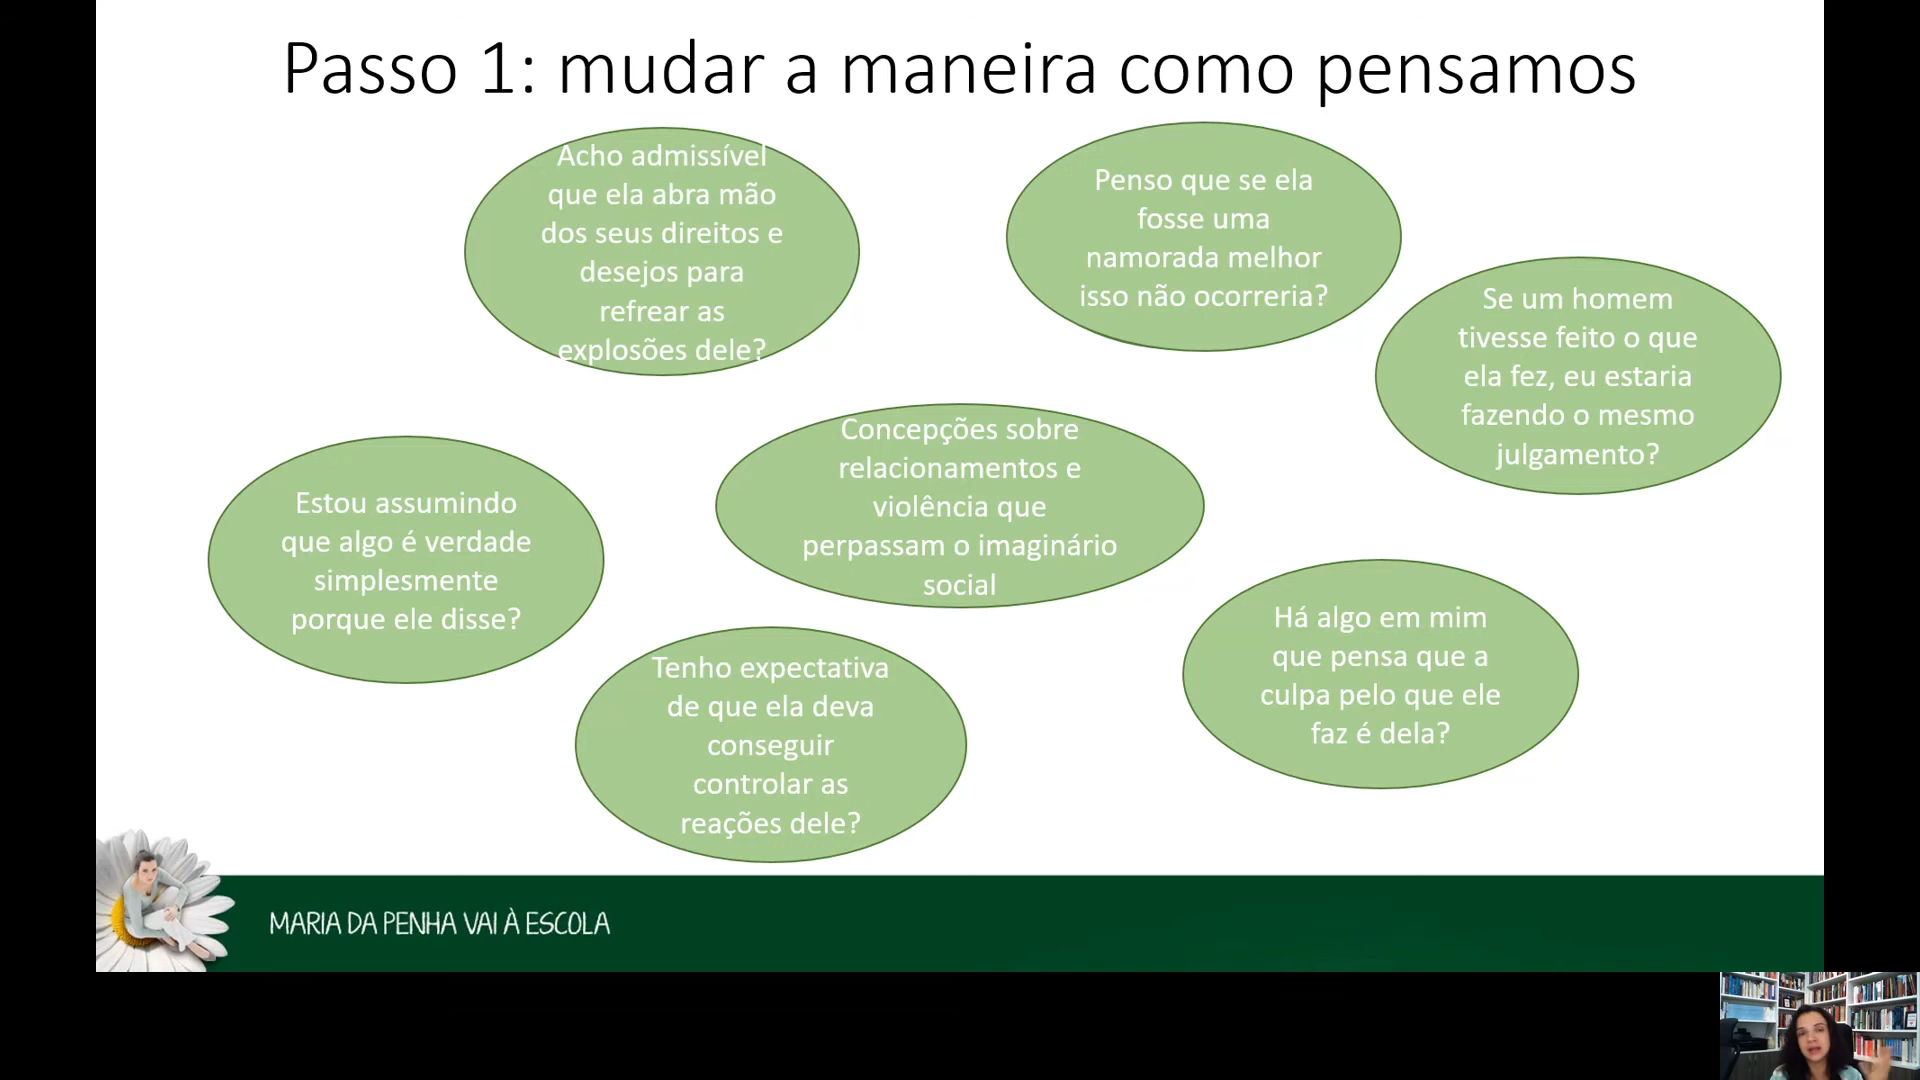 Passo 1: mudar a maneira como pensamos
Acho admissível
que ela abra mão
dos seus direitos e
desejos para
refrear as
explosões dele?
Penso que se ela
fosse uma
namorada melhor
isso não ocorreria?
Se um homem
tivesse feito o que
ela fez, eu estaria
fazendo o mesmo
julgamento?
Estou assumindo
que algo é verdade
simplesmente
porque ele disse?
Concepções sobre
relacionamentos e
violência que
perpassam o imaginário
social
Tenho expectativa
de que ela deva
conseguir
controlar as
reações dele?
Há algo em mim
que pensa que a
culpa pelo que ele
faz é dela?
MARIA DA PENHA VAI À ESCOLA